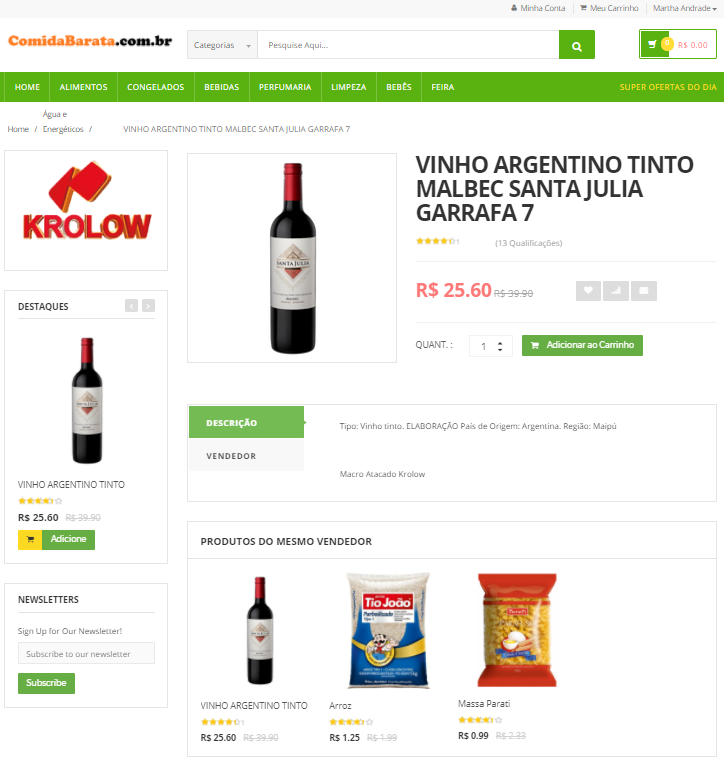 Minha Conta
Meu Carrinho
Martha Andrade
ComidaBarata.com.br
Categorias
Pesquise Aqui...
0
R$ 0.00
HOME
ALIMENTOS
CONGELADOS
BEBIDAS
PERFUMARIA
LIMPEZA
BEBÊS
FEIRA
SUPER OFERTAS DO DIA
Home / Água e Energéticos / VINHO ARGENTINO TINTO MALBEC SANTA JULIA GARRAFA 7
KROLOW
DESTAQUES
VINHO ARGENTINO TINTO
R$ 25.60 R$ 39.90
Adicione
NEWSLETTERS
Sign Up for Our Newsletter!
Subscribe to our newsletter
Subscribe
SANTA JULIA
VINHO ARGENTINO TINTO
MALBEC SANTA JULIA
GARRAFA 7
(13 Qualificações)
R$ 25.60 R$ 39.90
QUANT. :
1
Adicionar ao Carrinho
DESCRIÇÃO
VENDEDOR
Tipo: Vinho tinto. ELABORAÇÃO País de Origem: Argentina. Região: Maipú
Macro Atacado Krolow
PRODUTOS DO MESMO VENDEDOR
VINHO ARGENTINO TINTO
R$ 25.60 R$ 39.90
Tio João
Parboilizado
Arroz
R$ 1.25 R$ 1.99
Parati
Massa Parati
R$ 0.99 R$ 2.33